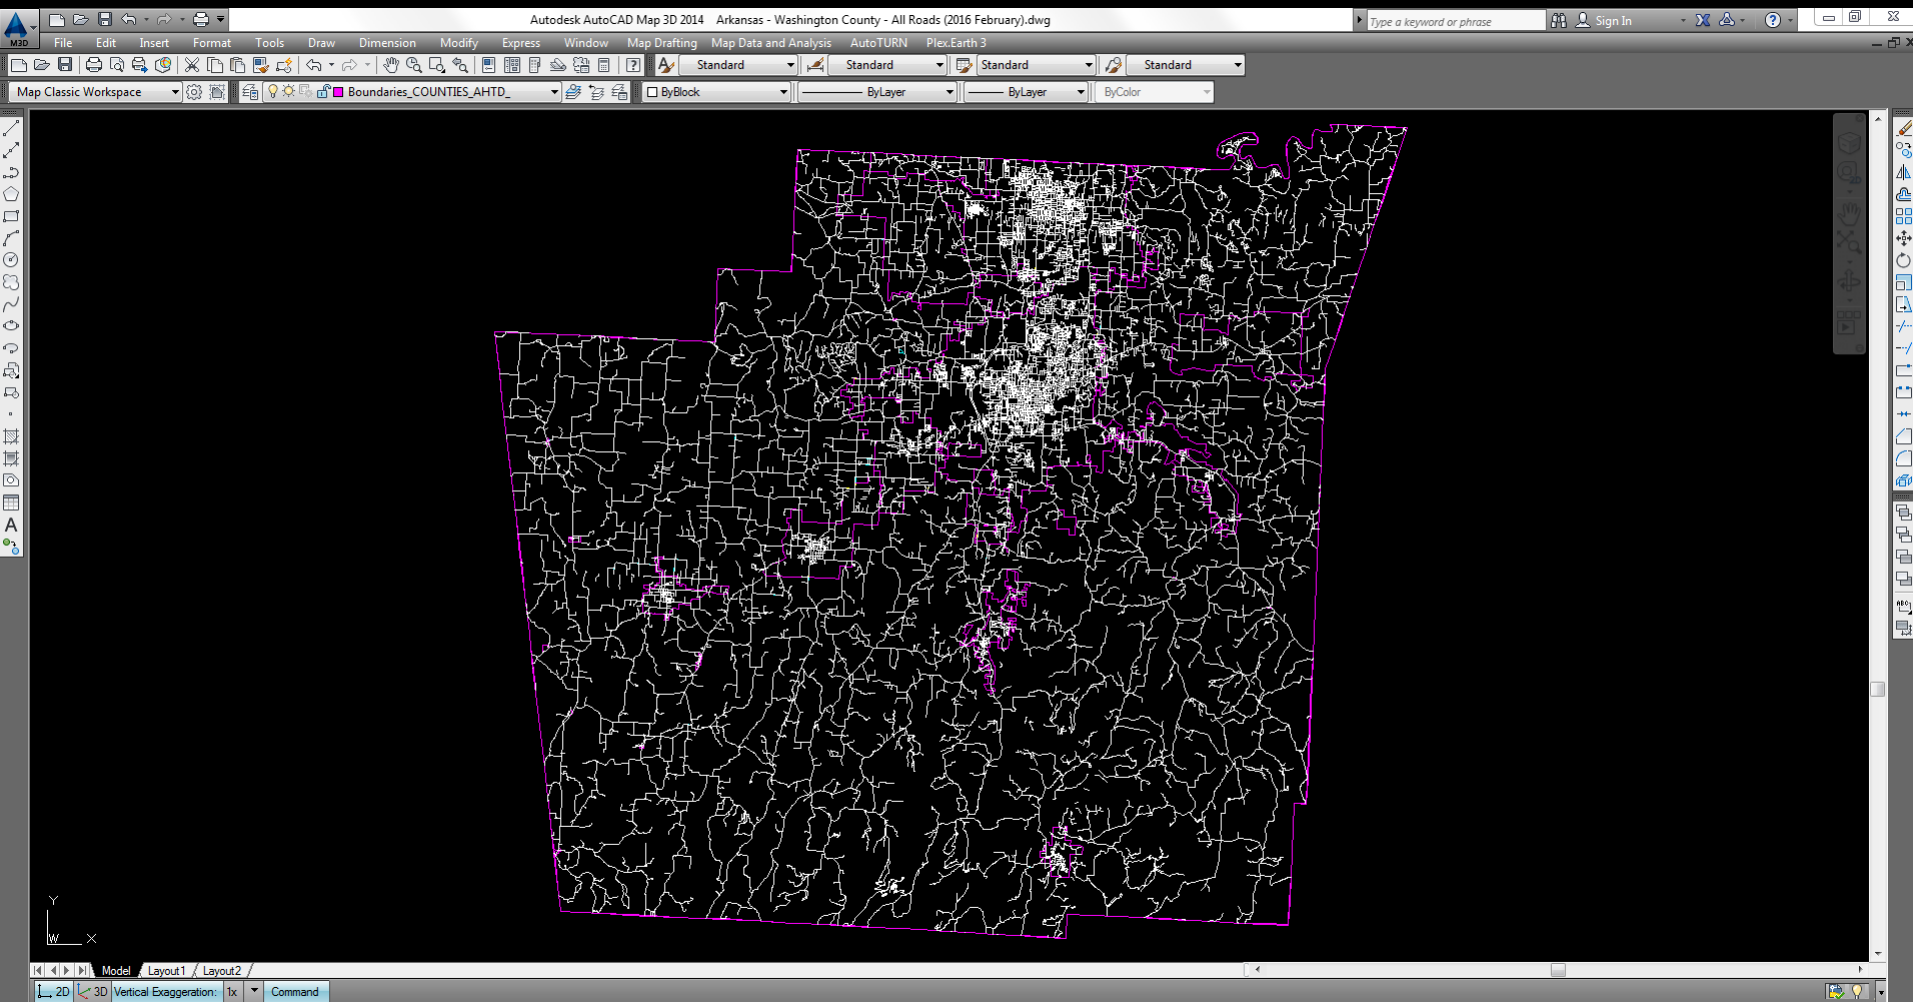 Autodesk AutoCAD Map 3D 2014 Arkansas - Washington County - All Roads (2016 February).dwg
Type a keyword or phrase
Sign In
M3D
File Edit Insert Format Tools Draw Dimension Modify Express Window Map Drafting Map Data and Analysis AutoTURN Plex.Earth 3
Standard Standard Standard Standard
Map Classic Workspace Boundaries_COUNTIES_AHTD_ ByBlock ByLayer ByLayer ByColor
A
ABC
Y
W X
Model Layout1 Layout2
2D 3D Vertical Exaggeration: 1x Command